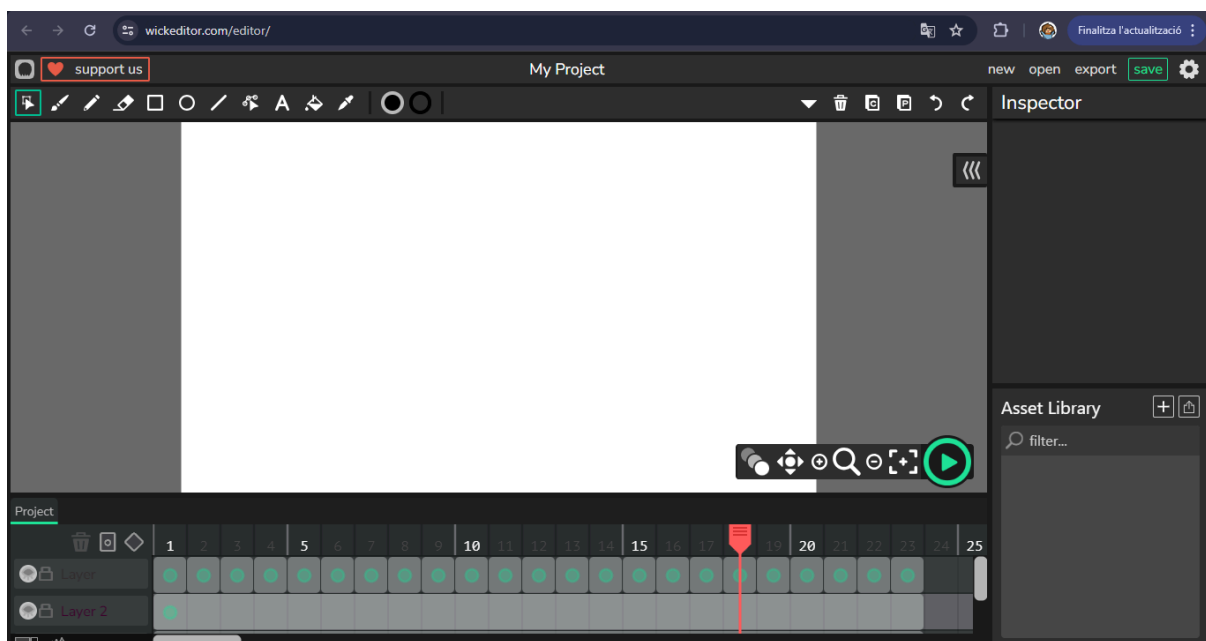 wickeditor.com/editor/
Finalitza l'actualització
support us
My Project
new open export save
A
C
P
Inspector
Asset Library
filter...
Project
1 2 3 4 5 6 7 8 9 10 11 12 13 14 15 16 17 19 20 21 22 23 24 25
Layer
Layer 2